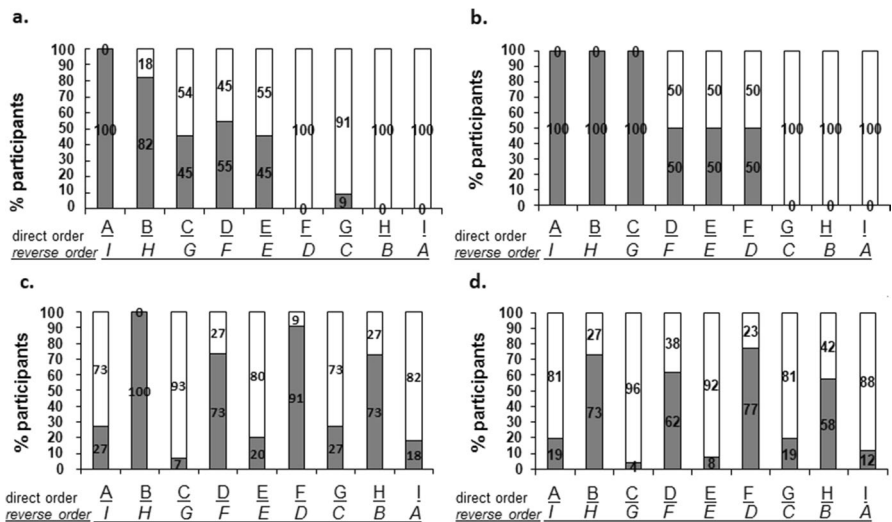 a.
% participants
100
90
80
70
60
50
40
30
20
10
0
0 18 54 45 55 100 91 100 100
100 82 45 55 45 0 9 0 0
A B C D E F G H I
direct order
reverse order I H G F E D C B A
b.
% participants
100
90
80
70
60
50
40
30
20
10
0
0 0 0 50 50 50 100 100 100
100 100 100 50 50 50 0 0 0
A B C D E F G H I
direct order
reverse order I H G F E D C B A
c.
% participants
100
90
80
70
60
50
40
30
20
10
0
73 0 93 27 80 9 73 27 82
27 100 7 73 20 91 27 73 18
direct order A B C D E F G H I
reverse order I H G F E D C B A
d.
% participants
100
90
80
70
60
50
40
30
20
10
0
81 27 96 38 92 23 81 42 88
19 73 4 62 8 77 19 58 12
direct order A B C D E F G H I
reverse order I H G F E D C B A